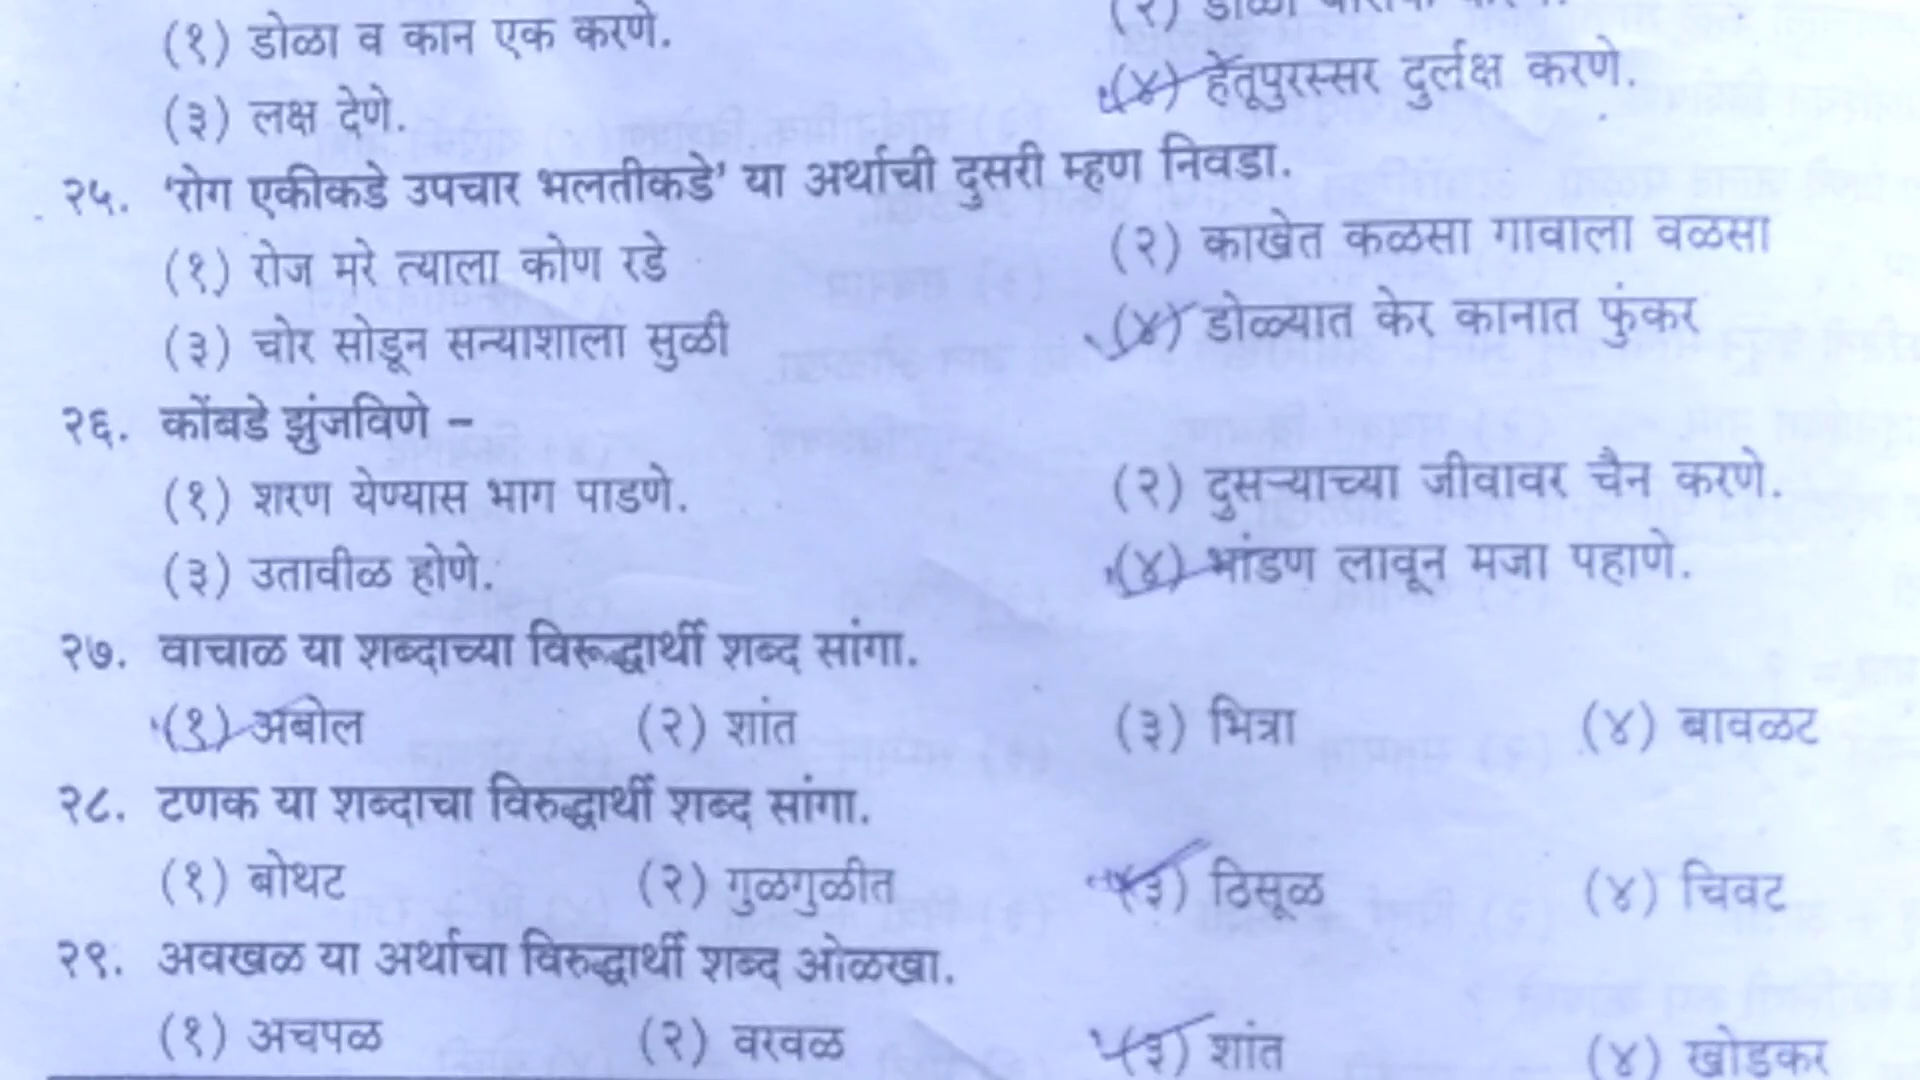 (१) डोळा व कान एक करणे.
(४) हेतूपुरस्सर दुर्लक्ष करणे.
(३) लक्ष देणे.
२५. 'रोग एकीकडे उपचार भलतीकडे' या अर्थाची दुसरी म्हण निवडा.
(१) रोज मरे त्याला कोण रडे (२) काखेत कळसा गावाला वळसा
(३) चोर सोडून सन्याशाला सुळी (४) डोळ्यात केर कानात फुंकर
२६. कोंबडे झुंजविणे –
(१) शरण येण्यास भाग पाडणे. (२) दुसऱ्याच्या जीवावर चैन करणे.
(३) उतावीळ होणे. (४) भांडण लावून मजा पहाणे.
२७. वाचाळ या शब्दाच्या विरूद्धार्थी शब्द सांगा.
(१) अबोल (२) शांत (३) भित्रा (४) बावळट
२८. टणक या शब्दाचा विरुद्धार्थी शब्द सांगा.
(१) बोथट (२) गुळगुळीत (३) ठिसूळ (४) चिवट
२९. अवखळ या अर्थाचा विरुद्धार्थी शब्द ओळखा.
(१) अचपळ (२) वरवळ (३) शांत (४) खोडकर